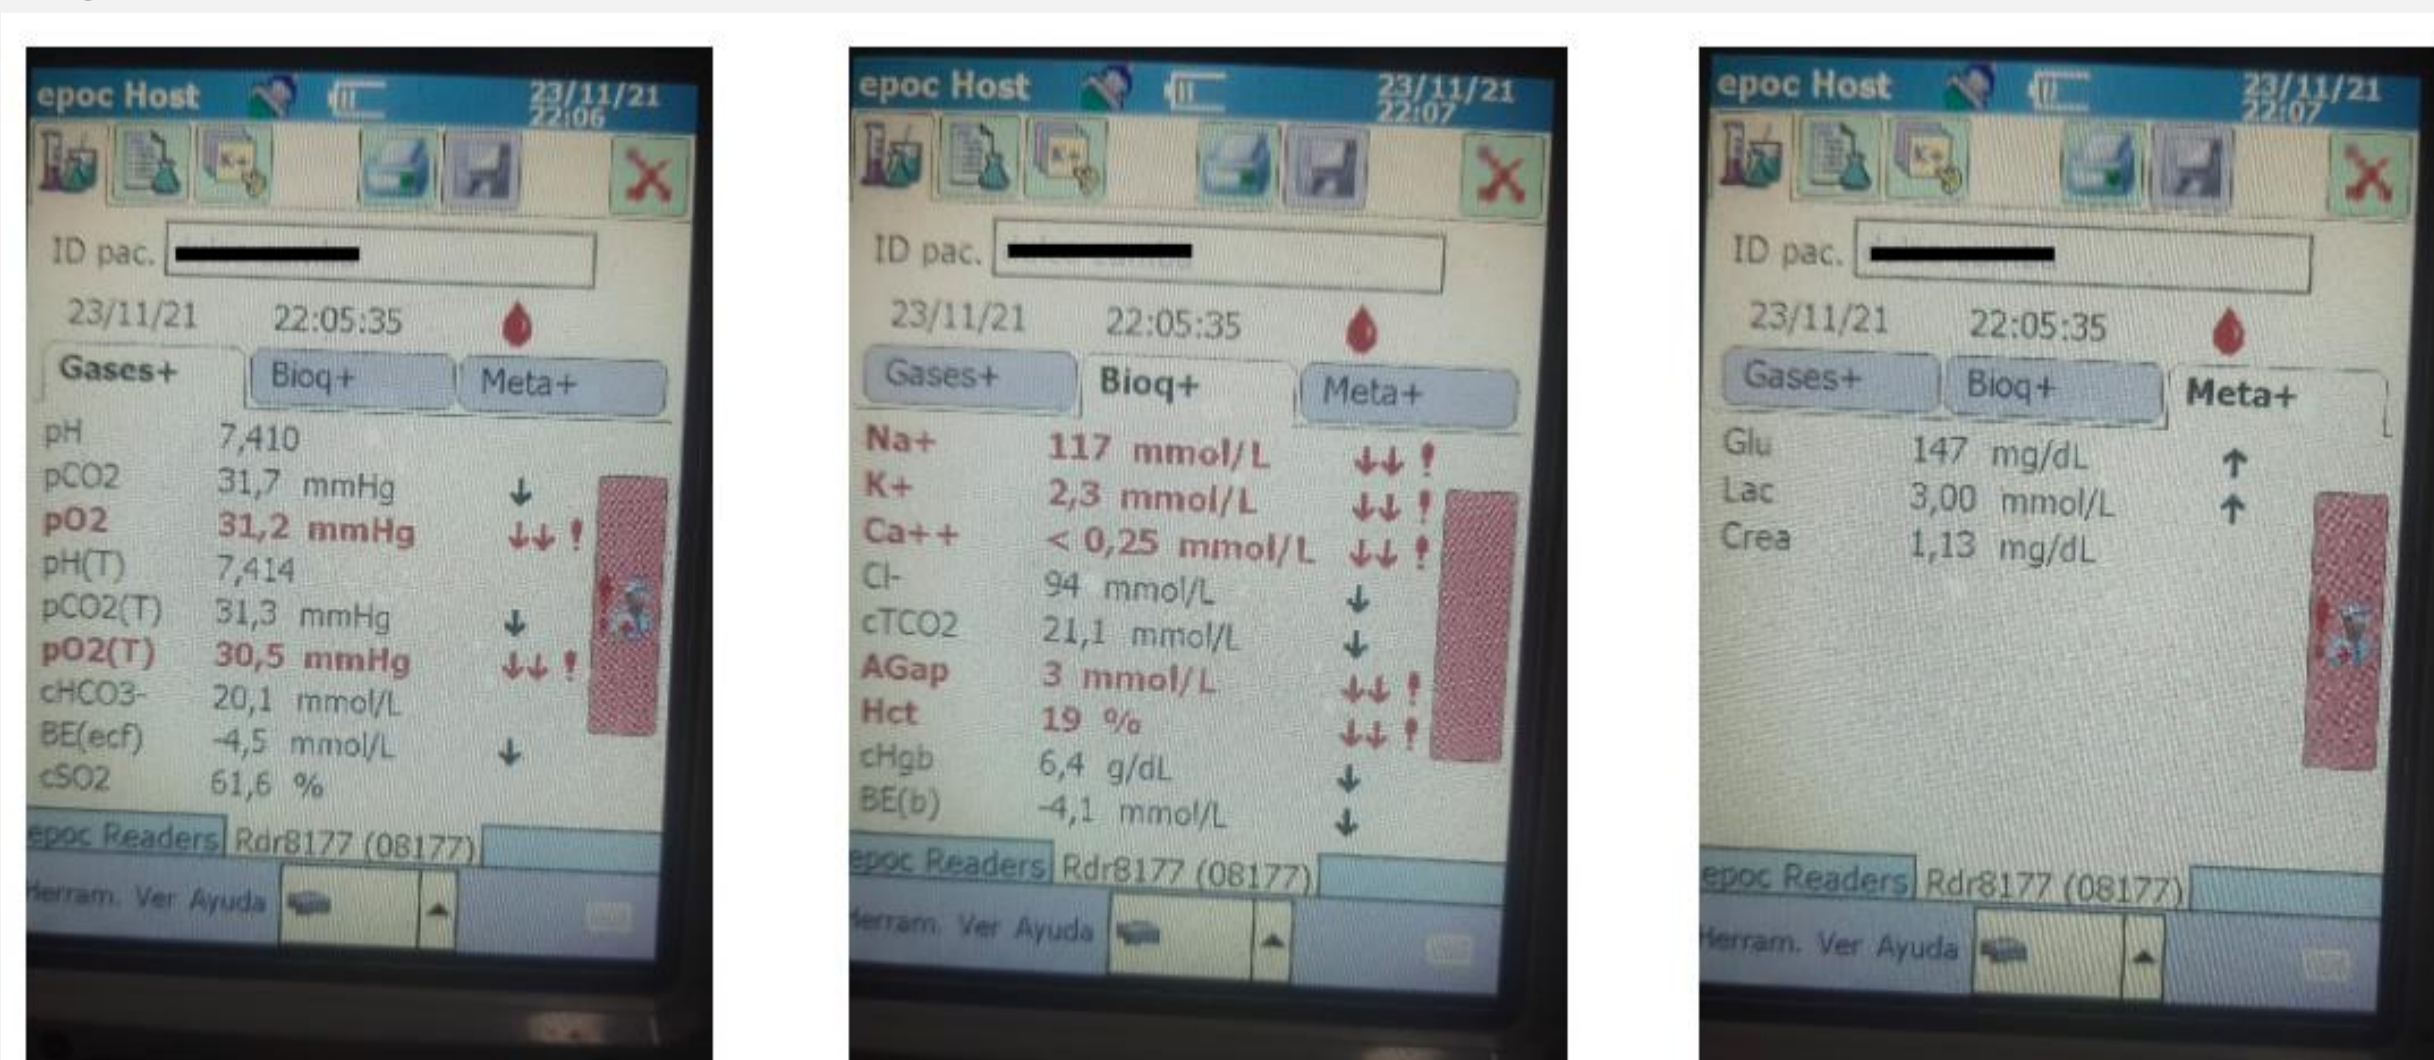 epoc Host 23/11/21
22:06
K+
ID pac.
23/11/21 22:05:35
Gases+ Bioq+ Meta+
pH 7,410
pCO2 31,7 mmHg
pO2 31,2 mmHg !
pH(T) 7,414
pCO2(T) 31,3 mmHg
pO2(T) 30,5 mmHg !
cHCO3- 20,1 mmol/L
BE(ecf) -4,5 mmol/L
cSO2 61,6 %
epoc Readers Rdr8177 (08177)
Herram. Ver Ayuda
epoc Host 23/11/21
22:07
K+
ID pac.
23/11/21 22:05:35
Gases+ Bioq+ Meta+
Na+ 117 mmol/L !
K+ 2,3 mmol/L !
Ca++ < 0,25 mmol/L !
Cl- 94 mmol/L
cTCO2 21,1 mmol/L
AGap 3 mmol/L !
Hct 19 % !
cHgb 6,4 g/dL
BE(b) -4,1 mmol/L
epoc Readers Rdr8177 (08177)
Herram. Ver Ayuda
epoc Host 23/11/21
22:07
K+
ID pac.
23/11/21 22:05:35
Gases+ Bioq+ Meta+
Glu 147 mg/dL
Lac 3,00 mmol/L
Crea 1,13 mg/dL
epoc Readers Rdr8177 (08177)
Herram. Ver Ayuda